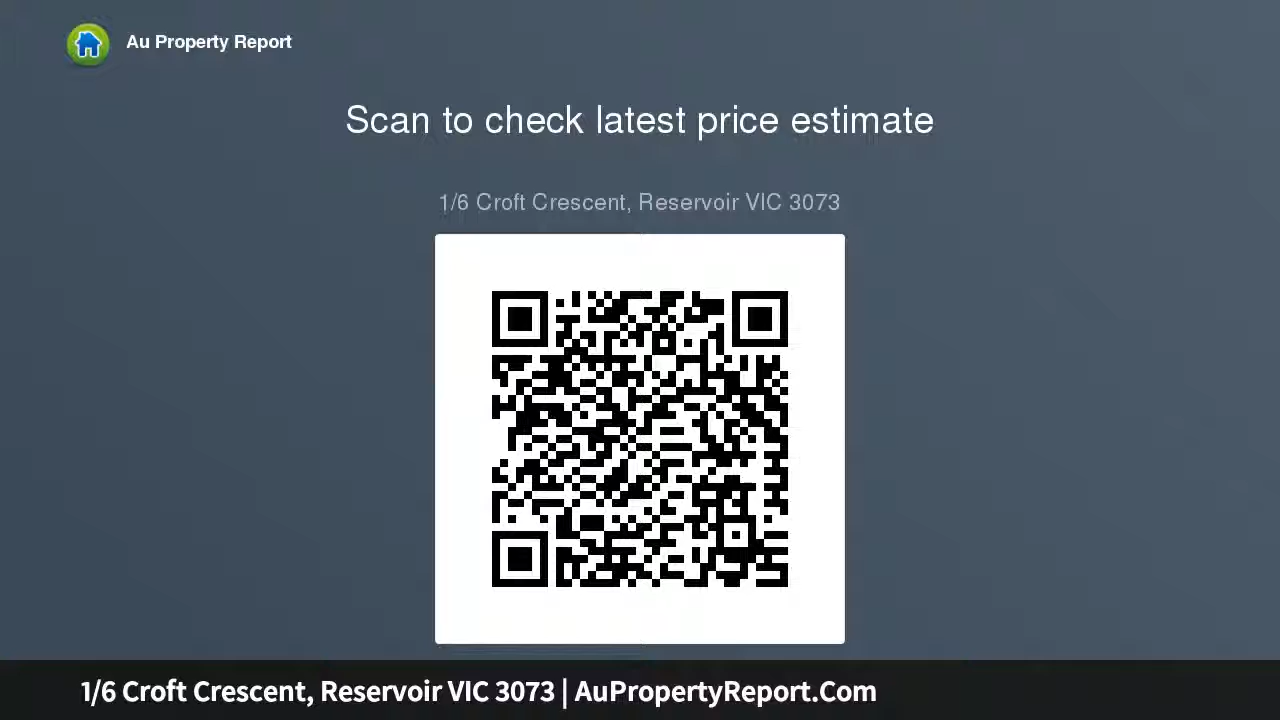 Au Property Report
Scan to check latest price estimate
1/6 Croft Crescent, Reservoir VIC 3073
1/6 Croft Crescent, Reservoir VIC 3073 | AuPropertyReport.Com